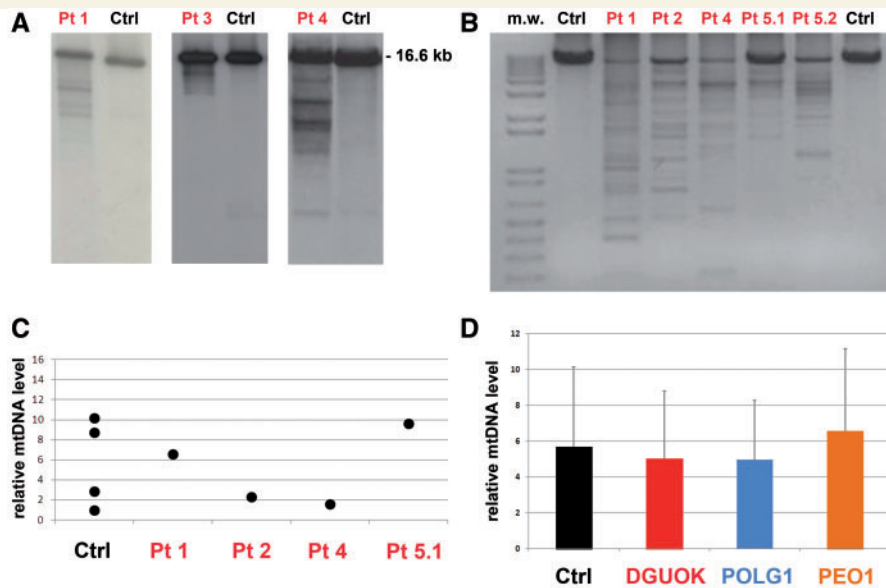 A
Pt 1 Ctrl Pt 3 Ctrl Pt 4 Ctrl
- 16.6 kb
B
m.w. Ctrl Pt 1 Pt 2 Pt 4 Pt 5.1 Pt 5.2 Ctrl
C
relative mtDNA level
16
14
12
10
8
6
4
2
0
Ctrl Pt 1 Pt 2 Pt 4 Pt 5.1
D
relative mtDNA level
12
10
8
6
4
2
0
Ctrl DGUOK POLG1 PEO1